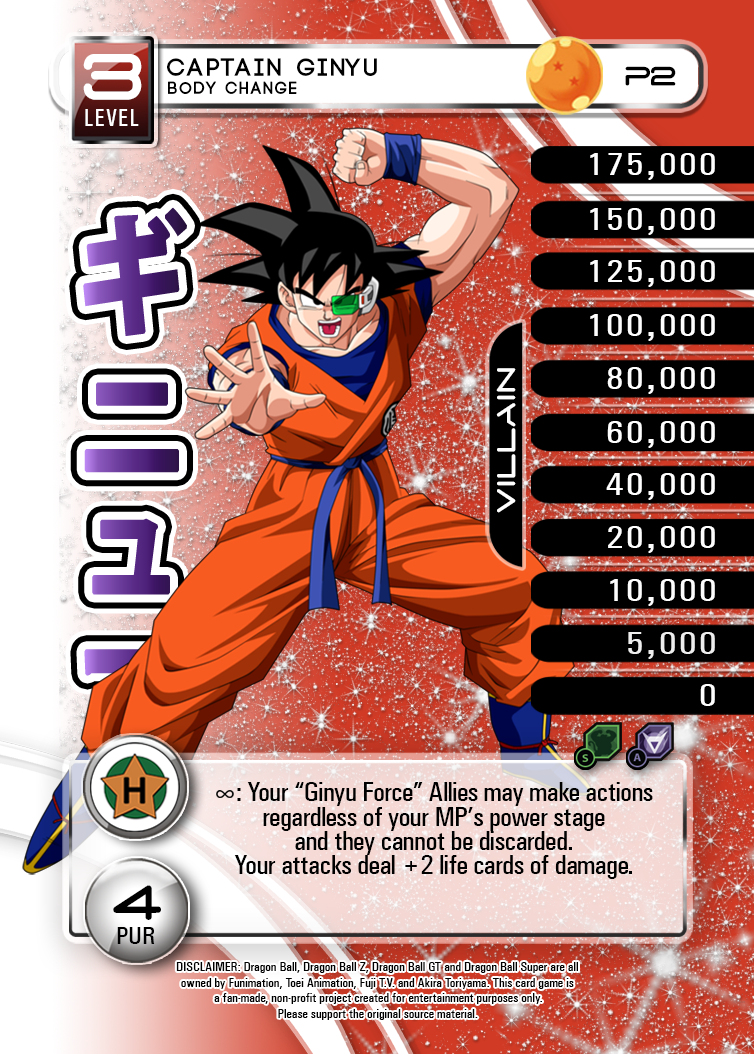 3
LEVEL
CAPTAIN GINYU
BODY CHANGE
P2
ギニュー
175,000
150,000
125,000
100,000
80,000
60,000
40,000
20,000
10,000
5,000
0
VILLAIN
S
A
H
∞: Your “Ginyu Force” Allies may make actions
regardless of your MP’s power stage
and they cannot be discarded.
Your attacks deal +2 life cards of damage.
4
PUR
DISCLAIMER: Dragon Ball, Dragon Ball Z, Dragon Ball GT and Dragon Ball Super are all
owned by Funimation, Toei Animation, Fuji T.V. and Akira Toriyama. This card game is
a fan-made, non-profit project created for entertainment purposes only.
Please support the original source material.